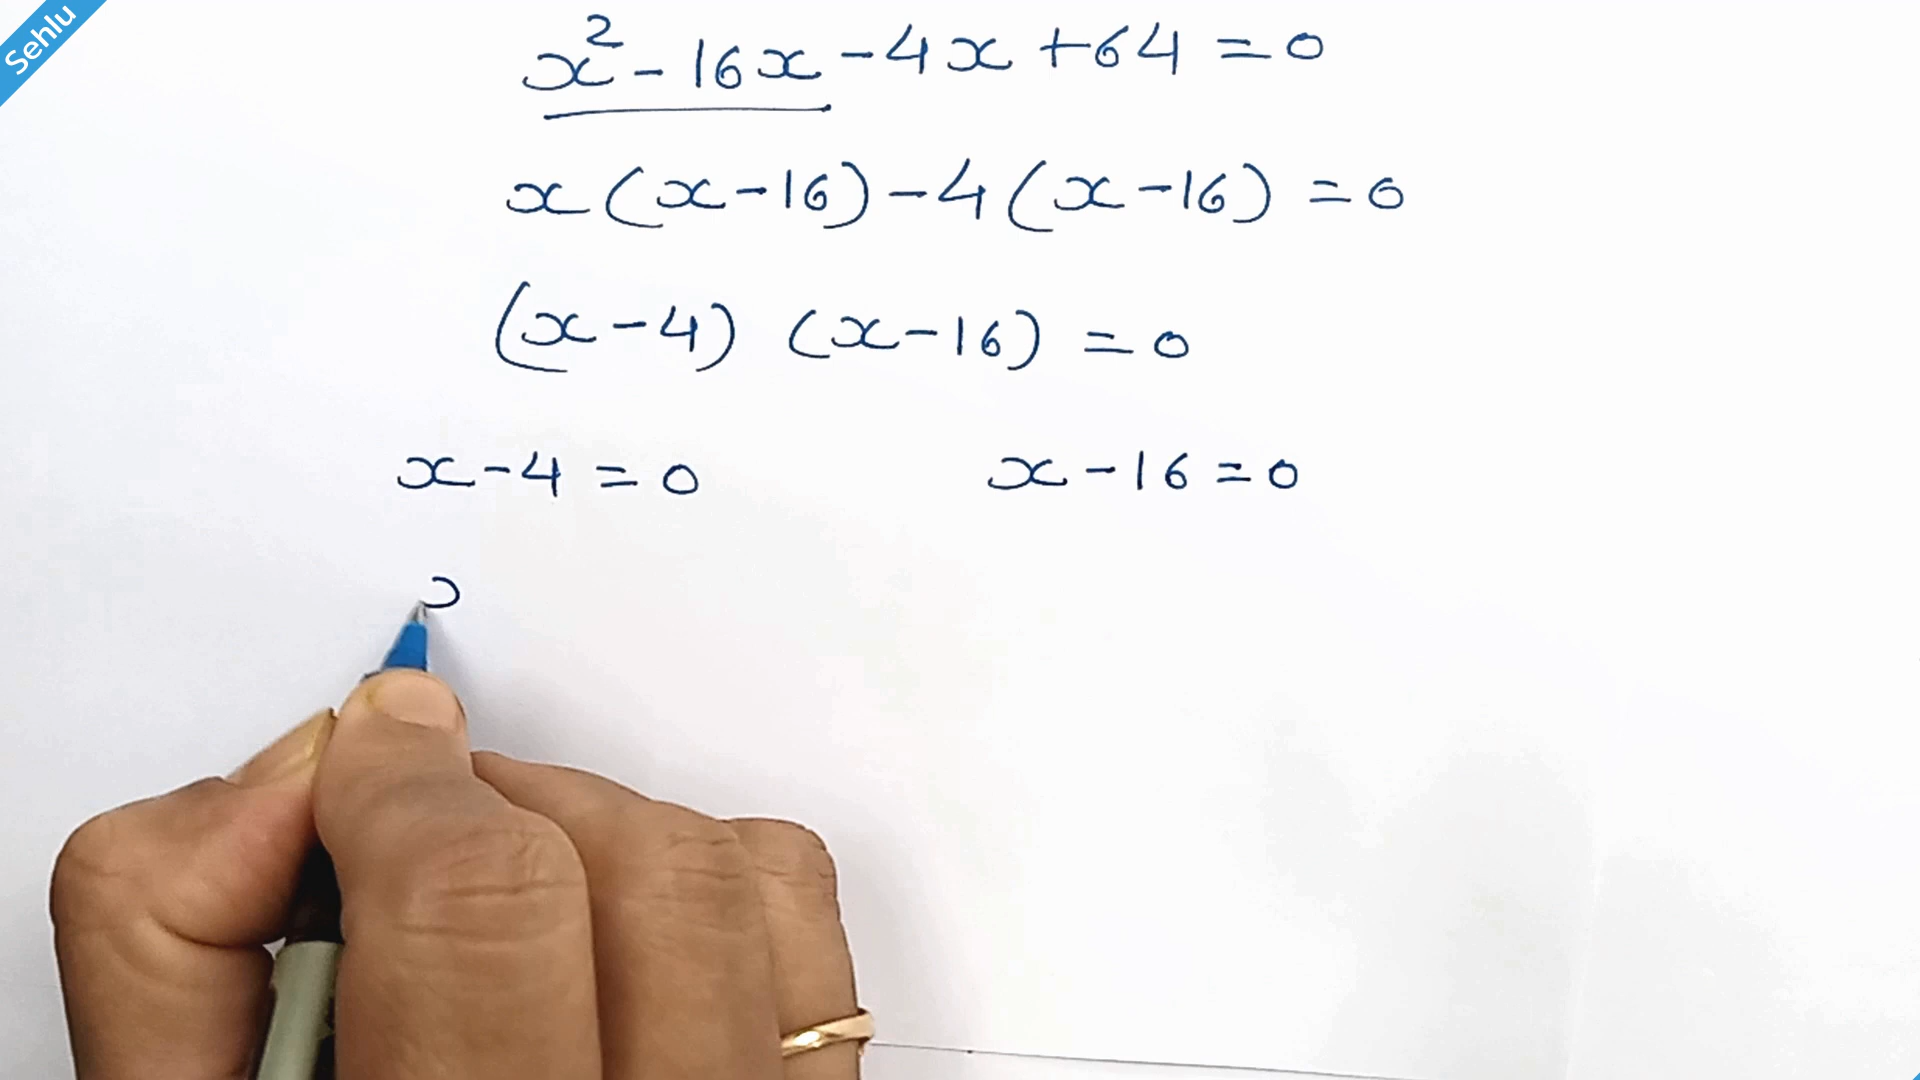 Sehlu
x² - 16x - 4x + 64 = 0
x(x-16) - 4(x-16) = 0
(x-4) (x-16) = 0
x - 4 = 0 x - 16 = 0